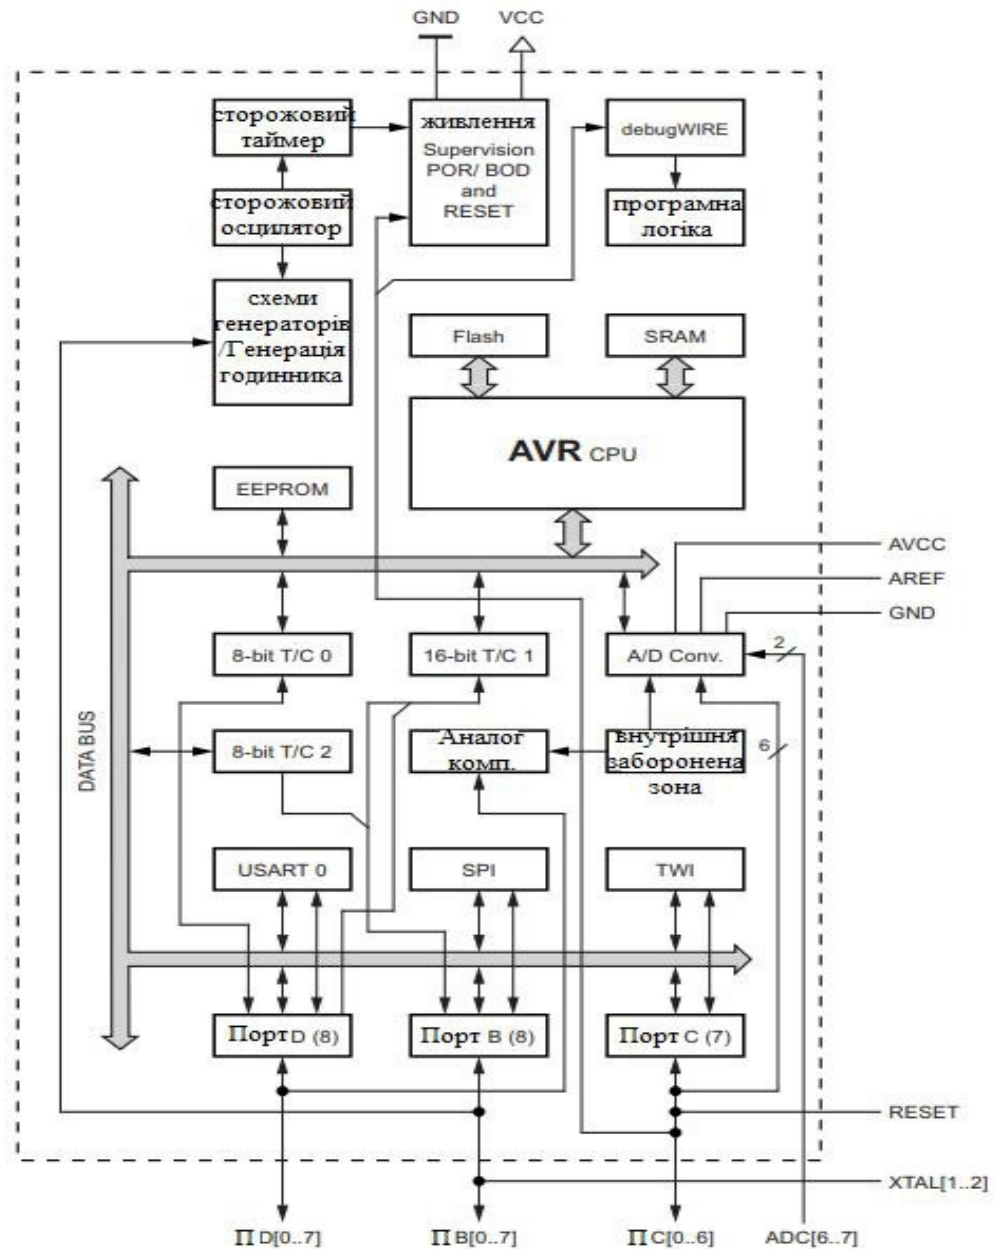 GND
VCC
сторожовий
таймер
живлення
Supervision
POR/ BOD
and
RESET
debugWIRE
сторожовий
осцилятор
програмна
логіка
схеми
генераторів
/Генерація
годинника
Flash
SRAM
AVR CPU
EEPROM
AVCC
AREF
GND
8-bit T/C 0
16-bit T/C 1
A/D Conv.
2
DATA BUS
8-bit T/C 2
Аналог
комп.
внутрішня
заборонена
зона
6
USART 0
SPI
TWI
Порт D (8)
Порт B (8)
Порт C (7)
RESET
XTAL[1..2]
П D[0..7]
П B[0..7]
П C[0..6]
ADC[6..7]